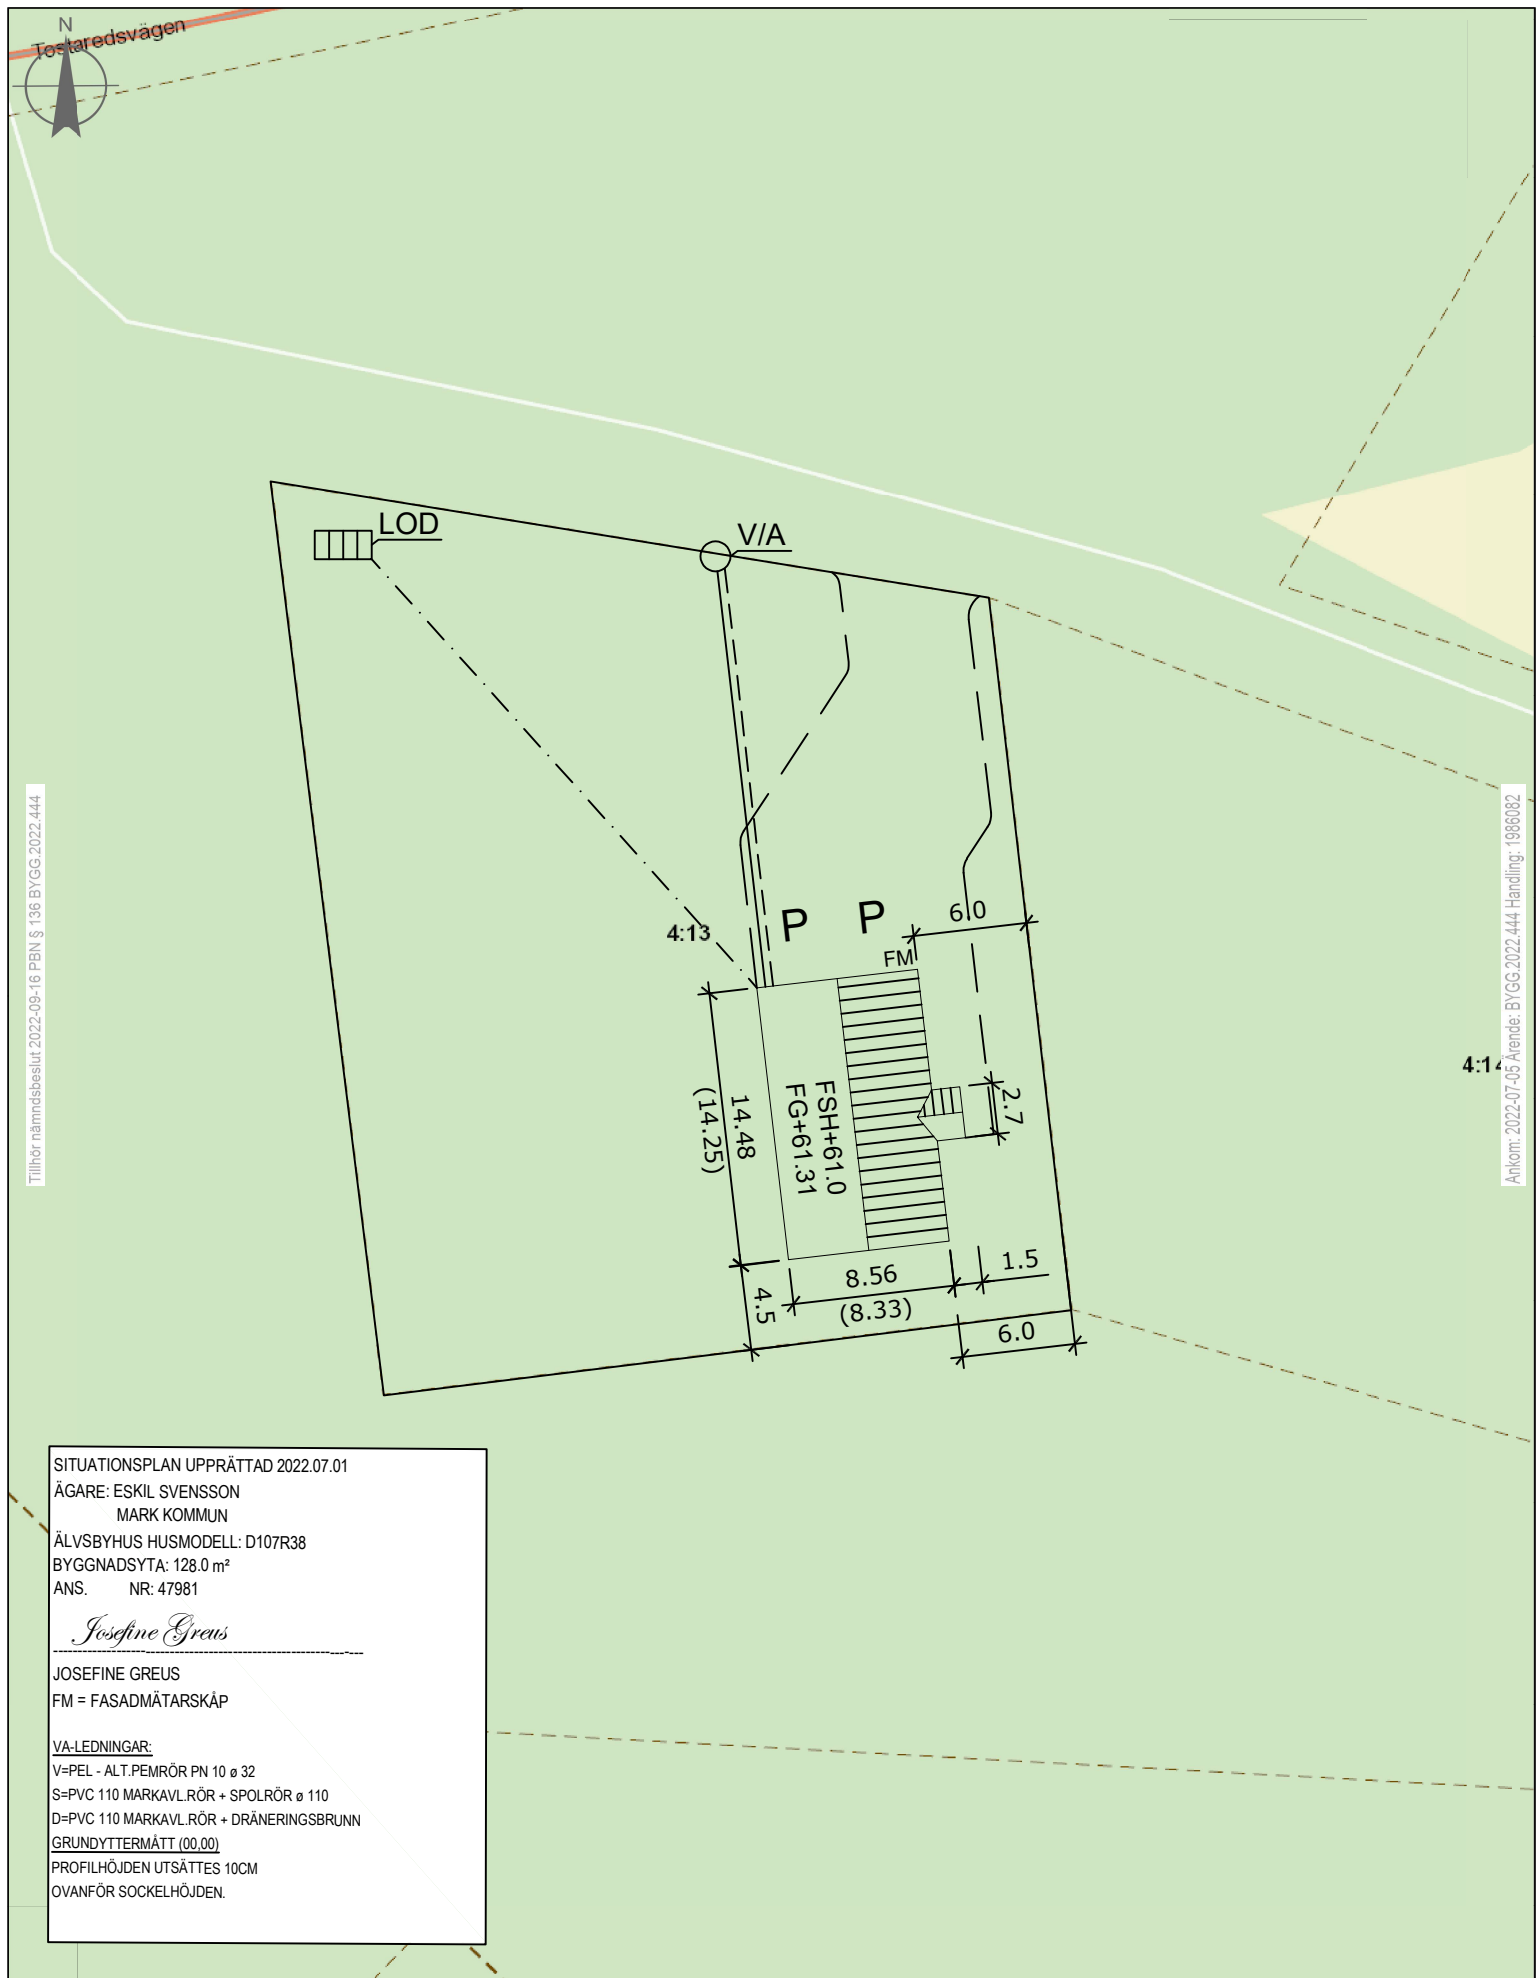 N
Tostaredsvägen
LOD
V/A
Tillhör nämndsbeslut 2022-09-16 PBN § 136 BYGG.2022.444
Ankom: 2022-07-05 Ärende: BYGG.2022.444 Handling: 1986082
4:13
P P
6.0
FM
4:14
2.7
14.48
(14.25)
FSH+61.0
FG+61.31
4.5
8.56
(8.33)
1.5
6.0
SITUATIONSPLAN UPPRÄTTAD 2022.07.01
ÄGARE: ESKIL SVENSSON
MARK KOMMUN
ÄLVSBYHUS HUSMODELL: D107R38
BYGGNADSYTA: 128.0 m²
ANS. NR: 47981
Josefine Greus
JOSEFINE GREUS
FM = FASADMÄTARSKÅP
VA-LEDNINGAR:
V=PEL - ALT.PEMRÖR PN 10 ø 32
S=PVC 110 MARKAVL.RÖR + SPOLRÖR ø 110
D=PVC 110 MARKAVL.RÖR + DRÄNERINGSBRUNN
GRUNDYTTERMÅTT (00,00)
PROFILHÖJDEN UTSÄTTES 10CM
OVANFÖR SOCKELHÖJDEN.